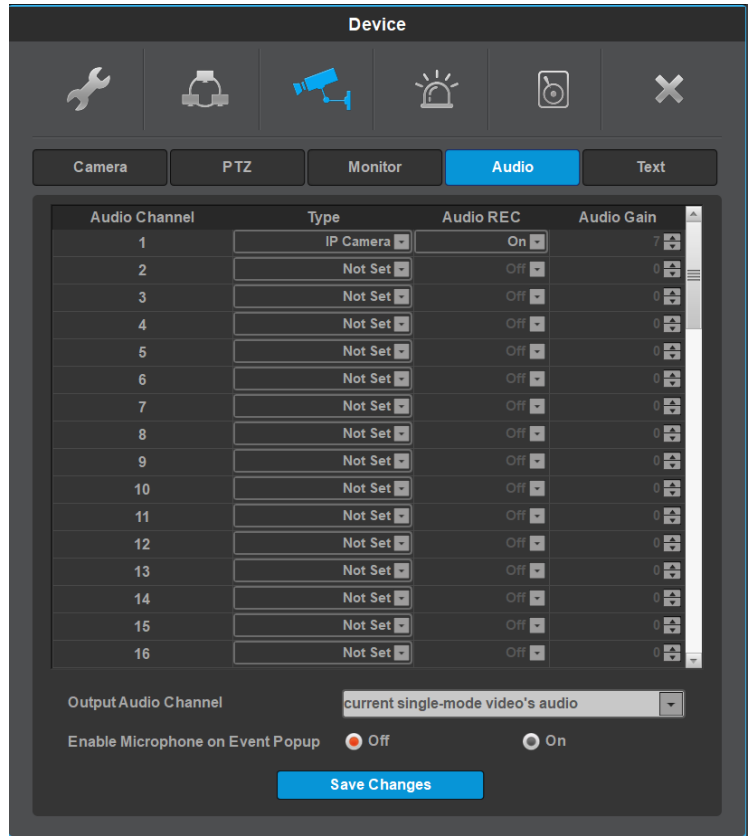 Device
Camera PTZ Monitor Audio Text
Audio Channel Type Audio REC Audio Gain
1 IP Camera On 7
2 Not Set Off 0
3 Not Set Off 0
4 Not Set Off 0
5 Not Set Off 0
6 Not Set Off 0
7 Not Set Off 0
8 Not Set Off 0
9 Not Set Off 0
10 Not Set Off 0
11 Not Set Off 0
12 Not Set Off 0
13 Not Set Off 0
14 Not Set Off 0
15 Not Set Off 0
16 Not Set Off 0
Output Audio Channel current single-mode video's audio
Enable Microphone on Event Popup Off On
Save Changes